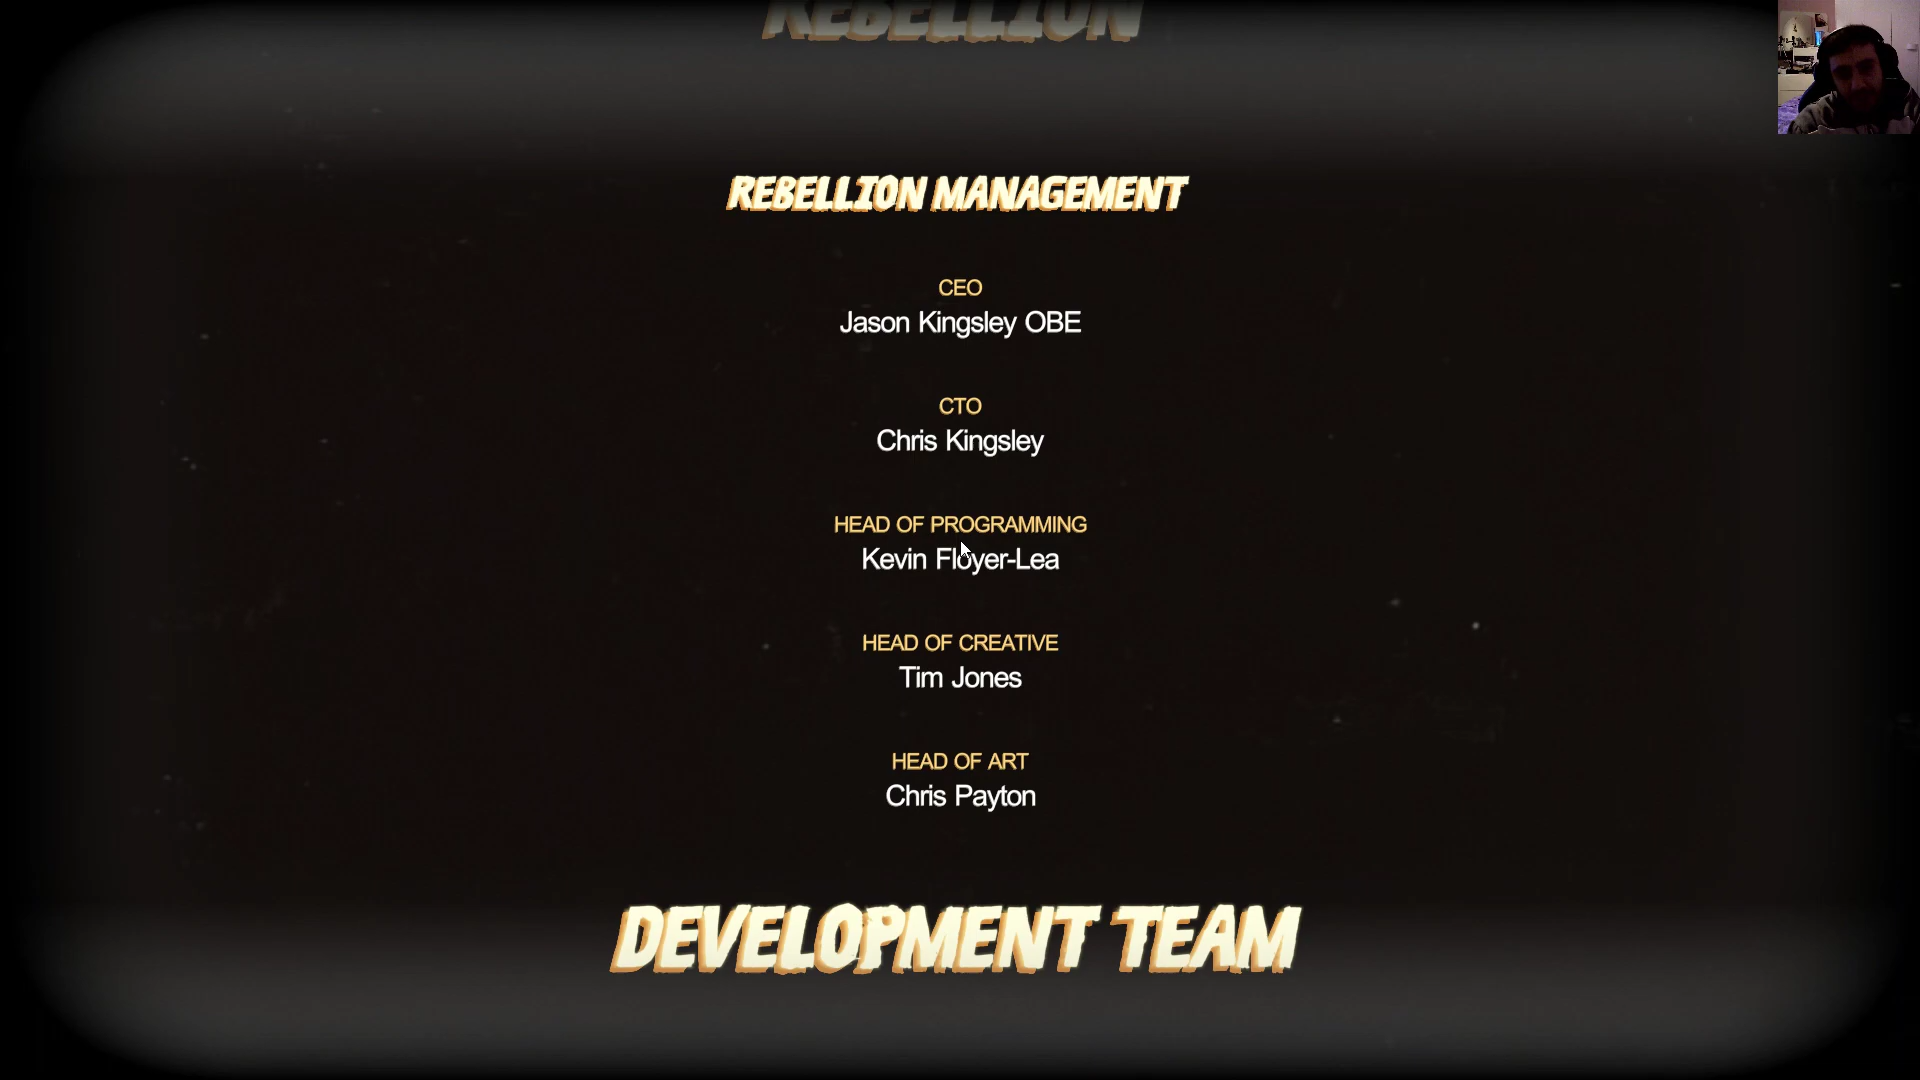 REBELLION
REBELLION MANAGEMENT
CEO
Jason Kingsley OBE
CTO
Chris Kingsley
HEAD OF PROGRAMMING
Kevin Floyer-Lea
HEAD OF CREATIVE
Tim Jones
HEAD OF ART
Chris Payton
DEVELOPMENT TEAM